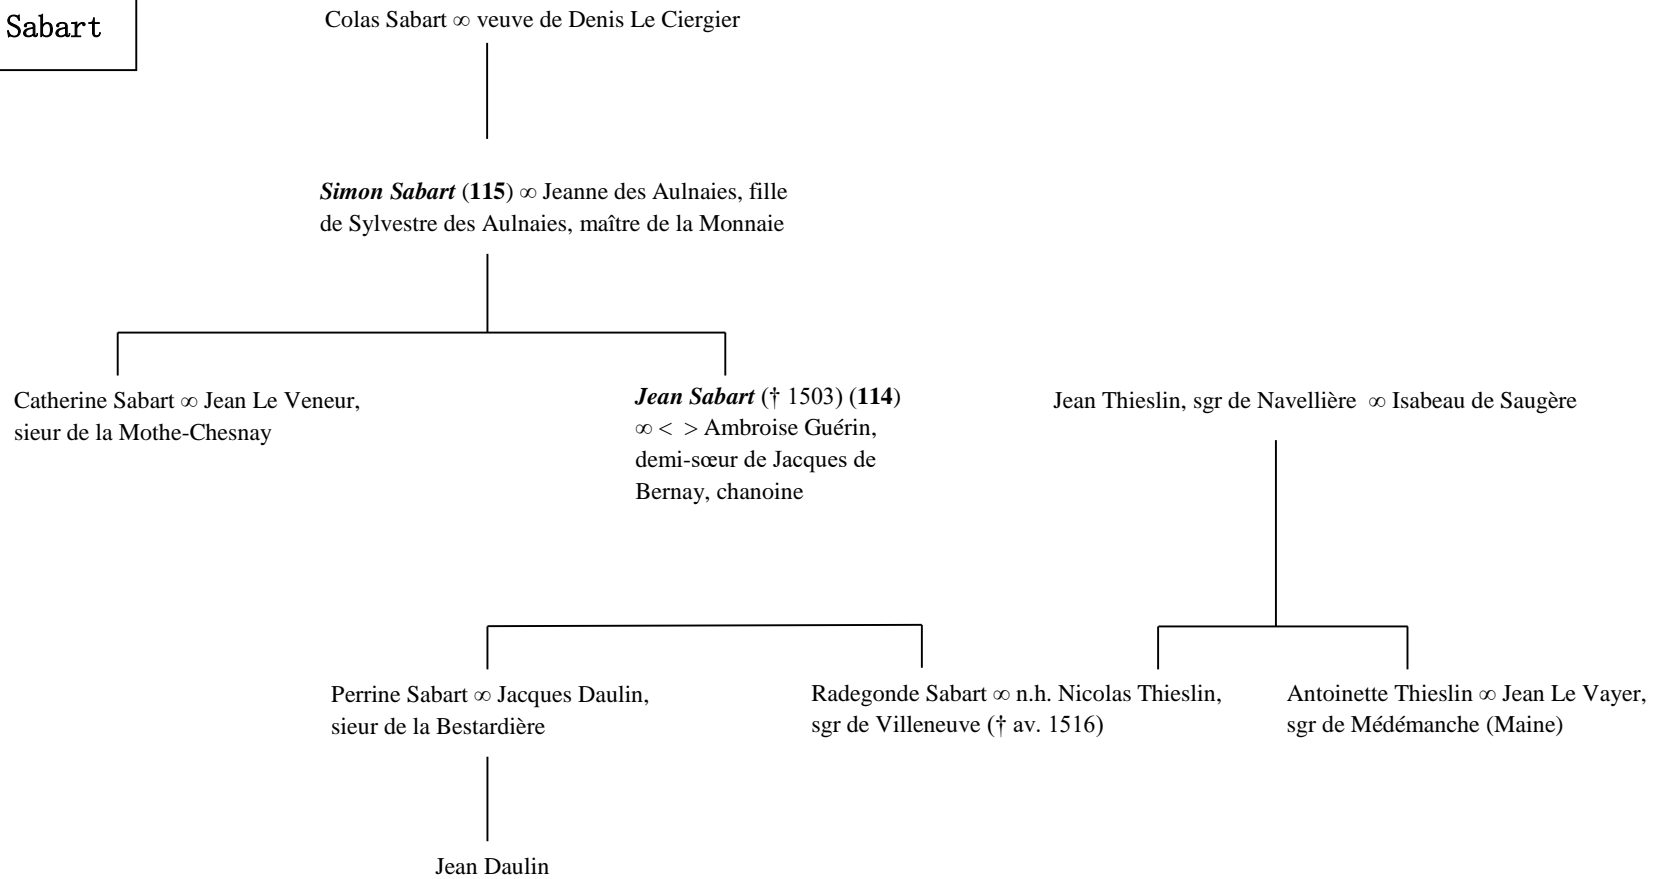 Sabart
Colas Sabart ∞ veuve de Denis Le Ciergier
Simon Sabart (115) ∞ Jeanne des Aulnaies, fille
de Sylvestre des Aulnaies, maître de la Monnaie
Catherine Sabart ∞ Jean Le Veneur,
sieur de la Mothe-Chesnay
Jean Sabart († 1503) (114)
∞ < > Ambroise Guérin,
demi-sœur de Jacques de
Bernay, chanoine
Jean Thieslin, sgr de Navellière ∞ Isabeau de Saugère
Perrine Sabart ∞ Jacques Daulin,
sieur de la Bestardière
Radegonde Sabart ∞ n.h. Nicolas Thieslin,
sgr de Villeneuve († av. 1516)
Antoinette Thieslin ∞ Jean Le Vayer,
sgr de Médémanche (Maine)
Jean Daulin